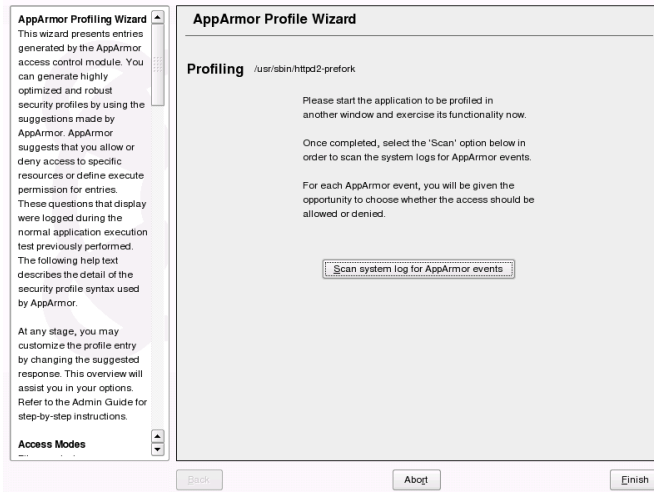 AppArmor Profiling Wizard
This wizard presents entries
generated by the AppArmor
access control module. You
can generate highly
optimized and robust
security profiles by using the
suggestions made by
AppArmor. AppArmor
suggests that you allow or
deny access to specific
resources or define execute
permission for entries.
These questions that display
were logged during the
normal application execution
test previously performed.
The following help text
describes the detail of the
security profile syntax used
by AppArmor.
At any stage, you may
customize the profile entry
by changing the suggested
response. This overview will
assist you in your options.
Refer to the Admin Guide for
step-by-step instructions.
Access Modes
AppArmor Profile Wizard
Profiling /usr/sbin/httpd2-prefork
Please start the application to be profiled in
another window and exercise its functionality now.
Once completed, select the 'Scan' option below in
order to scan the system logs for AppArmor events.
For each AppArmor event, you will be given the
opportunity to choose whether the access should be
allowed or denied.
Scan system log for AppArmor events
Back
Abort
Finish